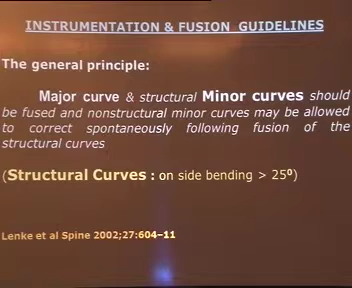 INSTRUMENTATION & FUSION GUIDELINES
The general principle:
Major curve & structural Minor curves should
be fused and nonstructural minor curves may be allowed
to correct spontaneously following fusion of the
structural curves
(Structural Curves : on side bending > 25⁰)
Lenke et al Spine 2002;27:604–11